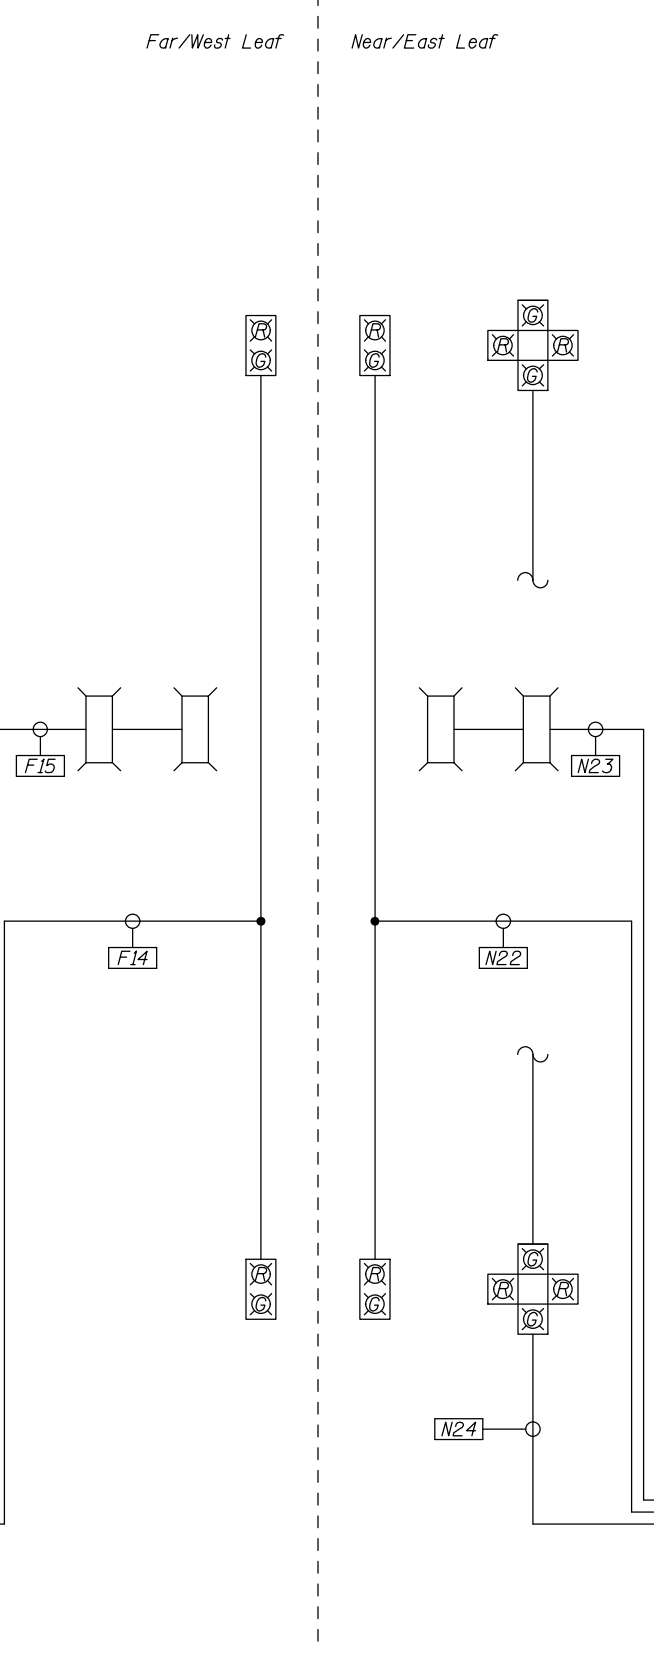 Far/West Leaf Near/East Leaf
G
R R R R
G G G
F15 N23
F14 N22
G
R R R R
G G G
N24